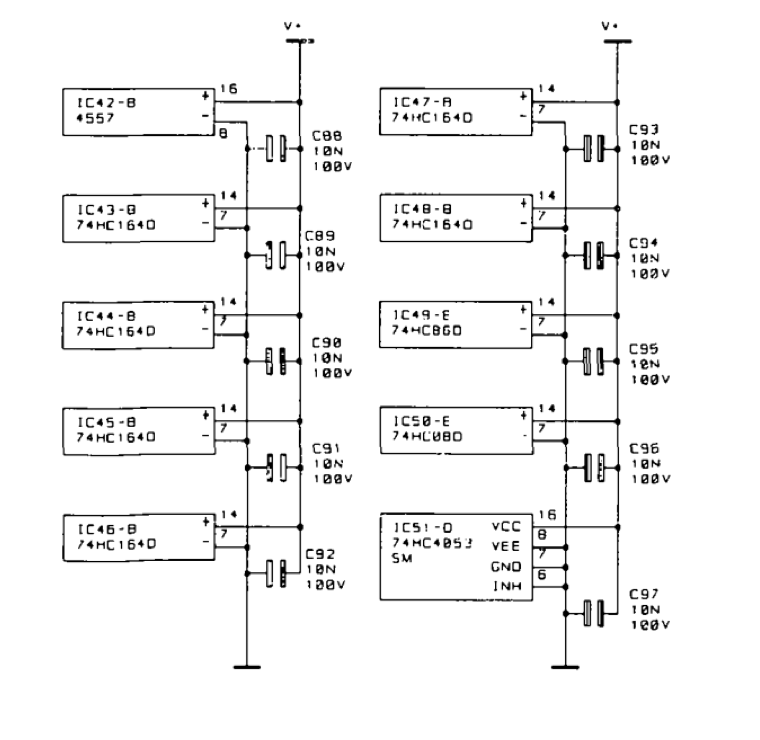 V+
IC42-B
4557
+
-
16
8
C88
10N
100V
IC43-B
74HC164D
+
-
14
7
C89
10N
100V
IC44-B
74HC164D
+
-
14
7
C90
10N
100V
IC45-B
74HC164D
+
-
14
7
C91
10N
100V
IC46-B
74HC164D
+
-
14
7
C92
10N
100V
V+
IC47-B
74HC164D
+
-
14
7
C93
10N
100V
IC48-B
74HC164D
+
-
14
7
C94
10N
100V
IC49-E
74HC86D
+
-
14
7
C95
10N
100V
IC50-E
74HC08D
+
-
14
7
C96
10N
100V
IC51-D
74HC4053
SM
VCC
VEE
GND
INH
16
8
7
6
C97
10N
100V